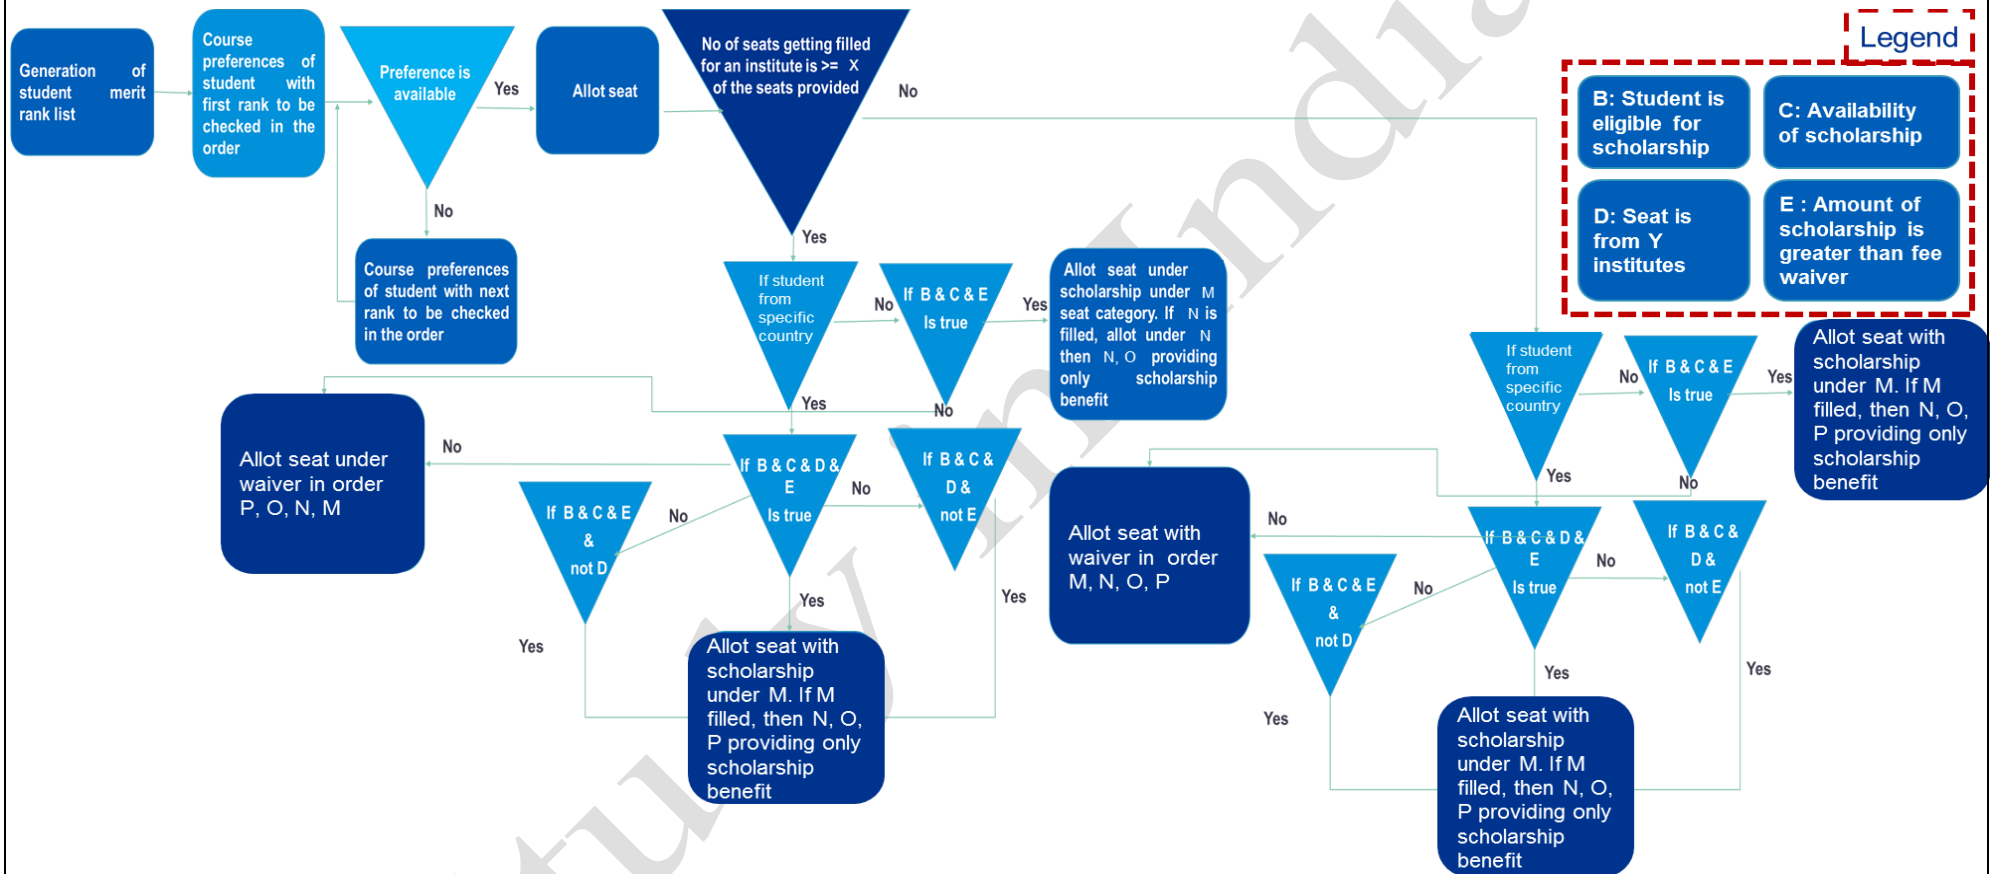 Generation of
student merit
rank list
Course
preferences of
student with
first rank to be
checked in the
order
Preference is
available
Yes
Allot seat
No of seats getting filled
for an institute is >= X
of the seats provided
No
Legend
B: Student is
eligible for
scholarship
C: Availability
of scholarship
D: Seat is
from Y
institutes
E : Amount of
scholarship is
greater than fee
waiver
No
Course preferences
of student with next
rank to be checked
in the order
Yes
If student
from
specific
country
No
If B & C & E
Is true
Yes
Allot seat under
scholarship under M
seat category. If N is
filled, allot under N
then N, O providing
only scholarship
benefit
If student
from
specific
country
No
If B & C & E
Is true
Yes
Allot seat with
scholarship
under M. If M
filled, then N, O,
P providing only
scholarship
benefit
Yes
No
Allot seat under
waiver in order
P, O, N, M
No
If B & C & D &
E
Is true
No
If B & C &
D &
not E
No
If B & C & E
&
not D
Yes
Yes
Yes
Allot seat with
scholarship
under M. If M
filled, then N, O,
P providing only
scholarship
benefit
Yes
No
Allot seat with
waiver in order
M, N, O, P
No
If B & C & D &
E
Is true
No
If B & C &
D &
not E
No
If B & C & E
&
not D
Yes
Yes
Yes
Allot seat with
scholarship
under M. If M
filled, then N, O,
P providing only
scholarship
benefit
Study in India